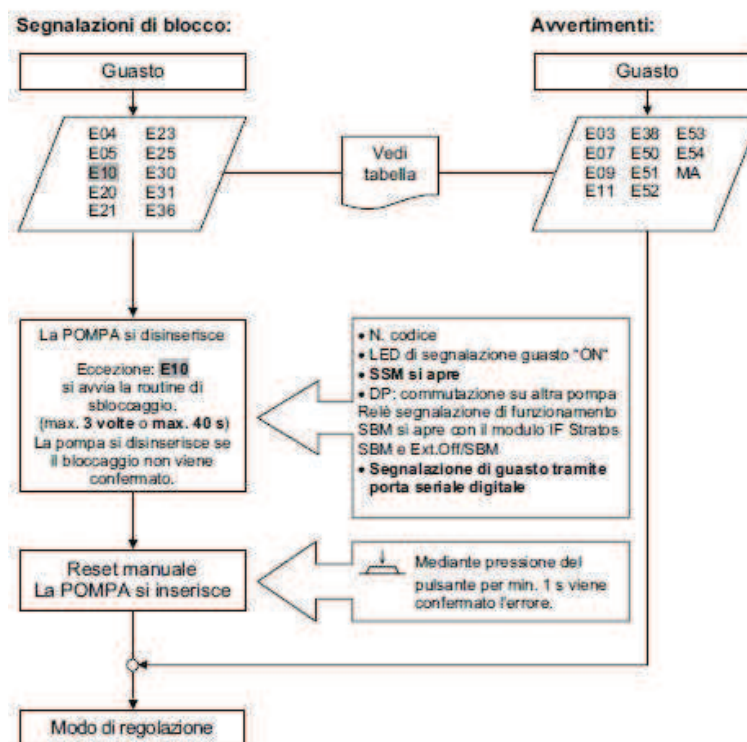 Segnalazioni di blocco:
Avvertimenti:
Guasto
Guasto
E04 E23
E05 E25
E10 E30
E20 E31
E21 E36
Vedi
tabella
E03 E38 E53
E07 E50 E54
E09 E51 MA
E11 E52
La POMPA si disinserisce
Eccezione: E10
si avvia la routine di
sbloccaggio.
(max. 3 volte o max. 40 s)
La pompa si disinserisce se
il bloccaggio non viene
confermato.
• N. codice
• LED di segnalazione guasto "ON"
• SSM si apre
• DP: commutazione su altra pompa
Relè segnalazione di funzionamento
SBM si apre con il modulo IF Stratos
SBM e Ext.Off/SBM
• Segnalazione di guasto tramite
porta seriale digitale
Reset manuale
La POMPA si inserisce
Mediante pressione del
pulsante per min. 1 s viene
confermato l'errore.
Modo di regolazione